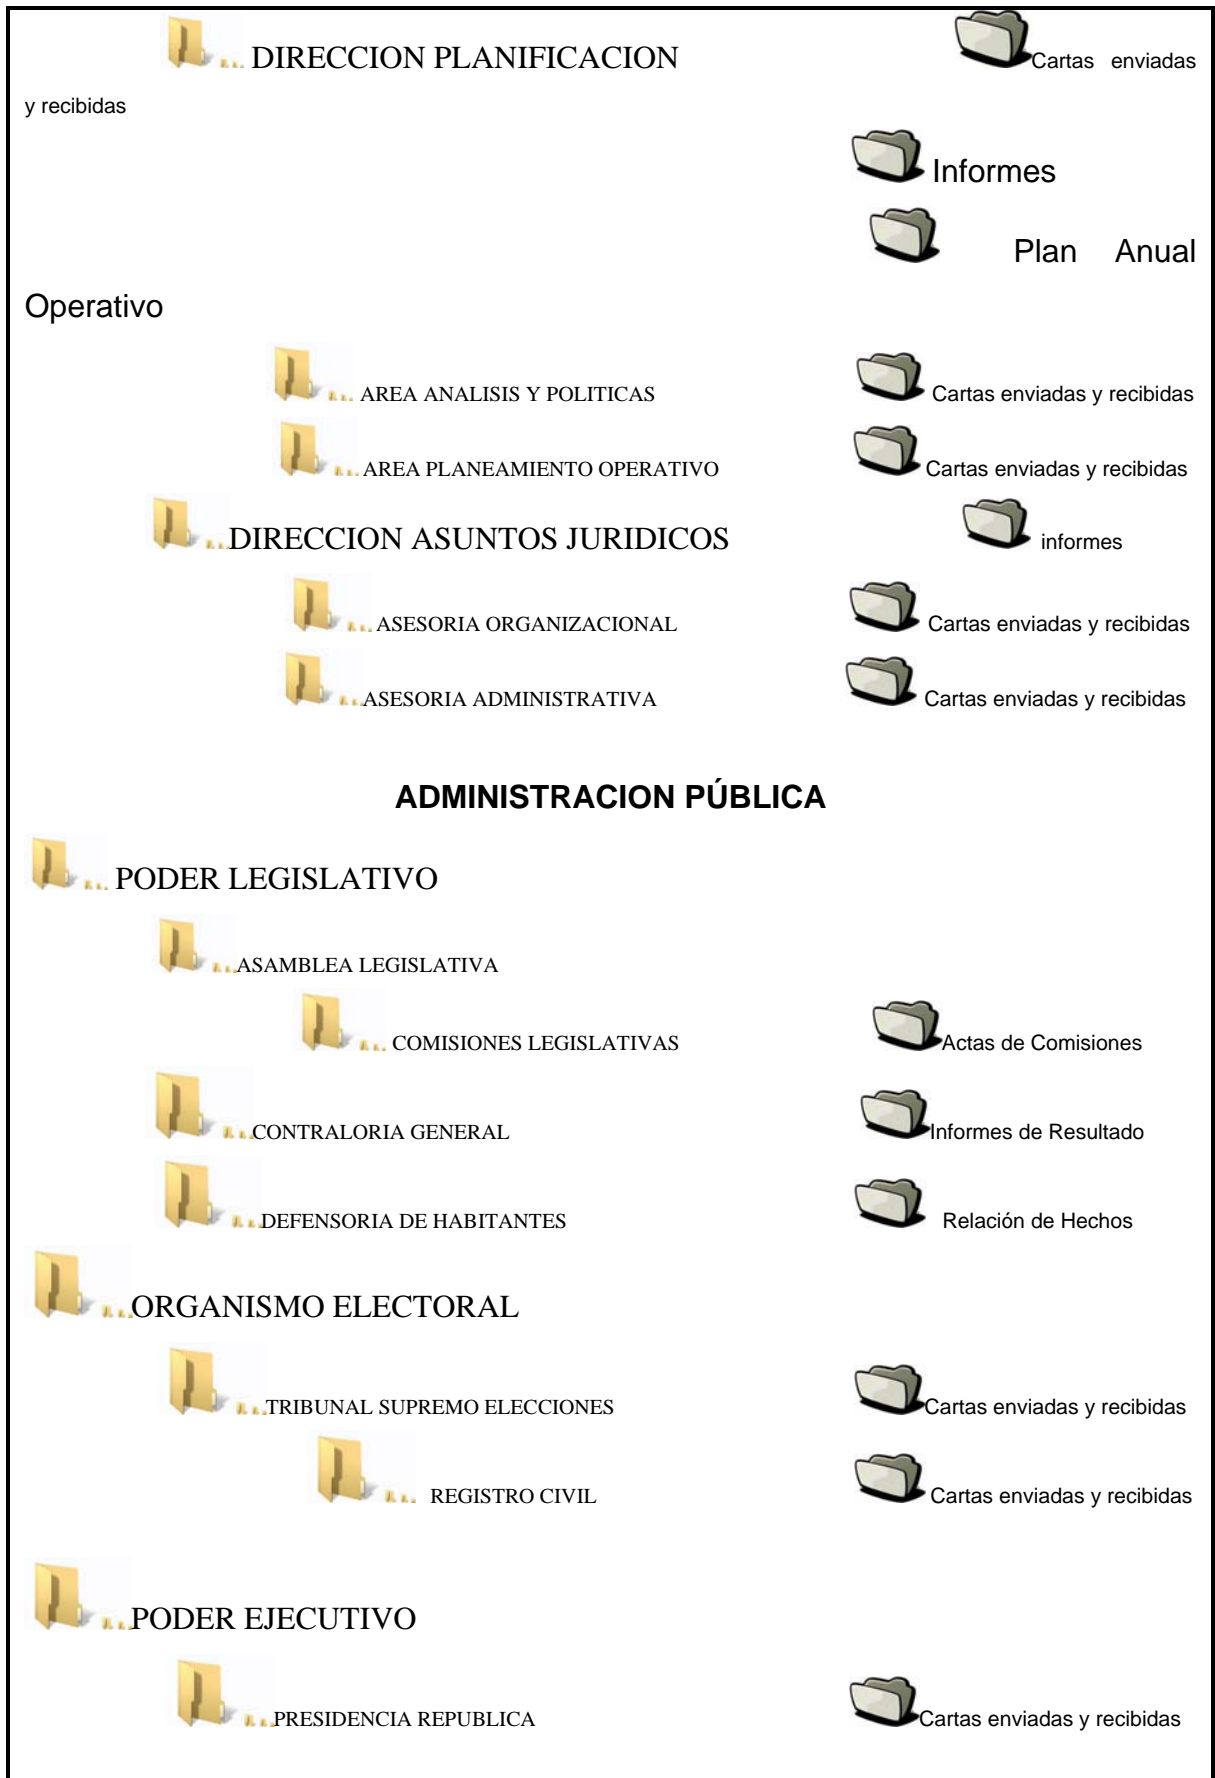 DIRECCION PLANIFICACION Cartas enviadas
y recibidas
Informes
Plan Anual
Operativo
AREA ANALISIS Y POLITICAS Cartas enviadas y recibidas
AREA PLANEAMIENTO OPERATIVO Cartas enviadas y recibidas
DIRECCION ASUNTOS JURIDICOS informes
ASESORIA ORGANIZACIONAL Cartas enviadas y recibidas
ASESORIA ADMINISTRATIVA Cartas enviadas y recibidas
ADMINISTRACION PÚBLICA
PODER LEGISLATIVO
ASAMBLEA LEGISLATIVA
COMISIONES LEGISLATIVAS Actas de Comisiones
CONTRALORIA GENERAL Informes de Resultado
DEFENSORIA DE HABITANTES Relación de Hechos
ORGANISMO ELECTORAL
TRIBUNAL SUPREMO ELECCIONES Cartas enviadas y recibidas
REGISTRO CIVIL Cartas enviadas y recibidas
PODER EJECUTIVO
PRESIDENCIA REPUBLICA Cartas enviadas y recibidas